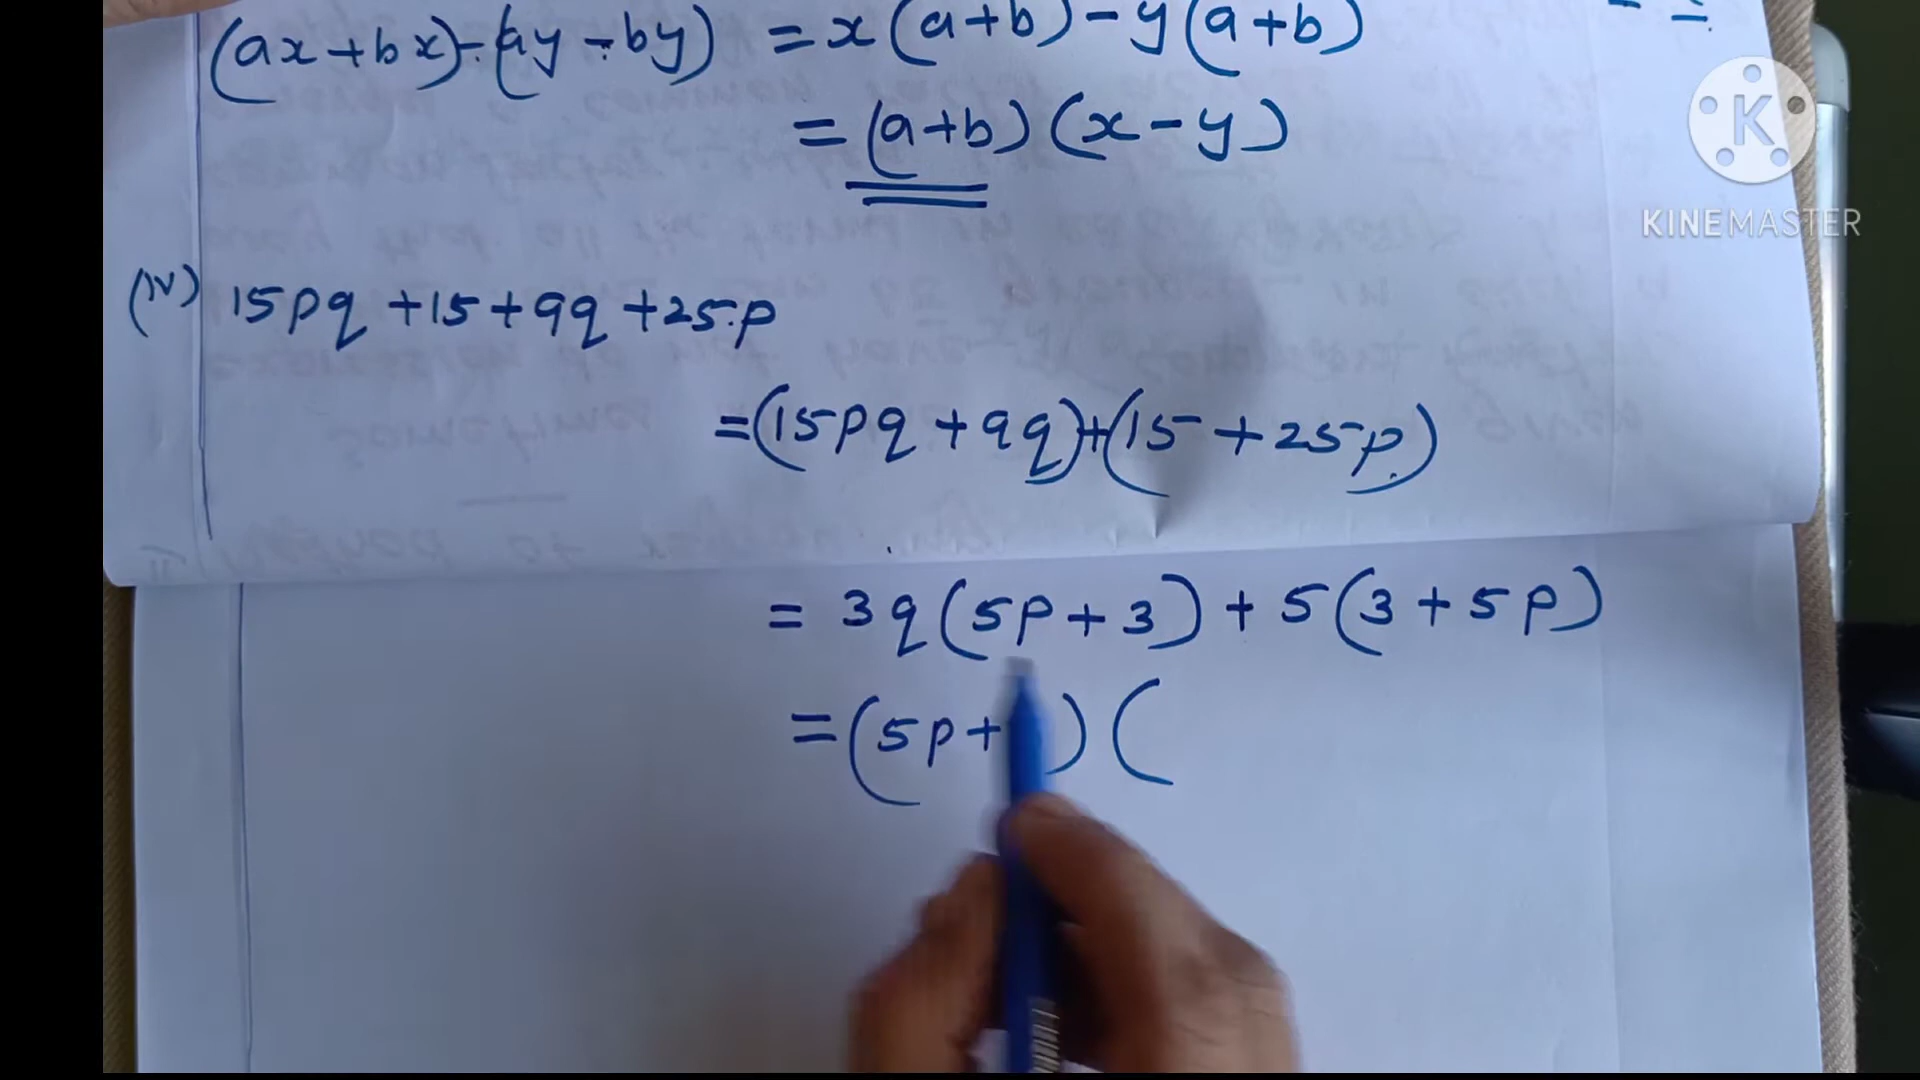 (ax+bx)-(ay-by) = x(a+b)-y(a+b)
= (a+b)(x-y)
K
KINEMASTER
(iv) 15pq +15+9q +25p
=(15pq +9q)+(15 +25p)
= 3q(5p+3)+5(3+5p)
=(5p+ )(